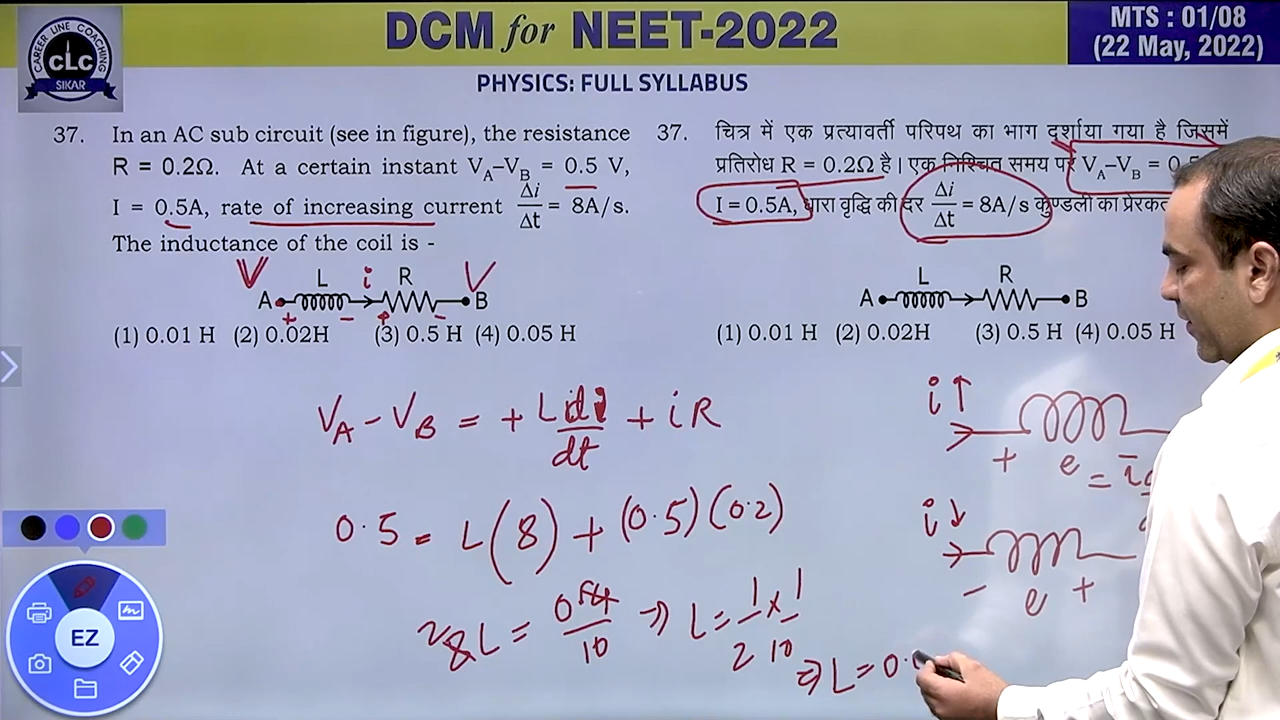 CAREER LINE COACHING
CLC
SIKAR
DCM for NEET-2022
MTS : 01/08
(22 May, 2022)
PHYSICS: FULL SYLLABUS
37. In an AC sub circuit (see in figure), the resistance
R = 0.2Ω. At a certain instant V_A–V_B = 0.5 V,
I = 0.5A, rate of increasing current Δi/Δt = 8A/s.
The inductance of the coil is -
V L i R V
A B
+ - + -
(1) 0.01 H (2) 0.02H (3) 0.5 H (4) 0.05 H
37. चित्र में एक प्रत्यावर्ती परिपथ का भाग दर्शाया गया है जिसमें
प्रतिरोध R = 0.2Ω है। एक निश्चित समय पर V_A–V_B = 0.5
I = 0.5A, धारा वृद्धि की दर Δi/Δt = 8A/s कुण्डली का प्रेरकत
L R
A B
(1) 0.01 H (2) 0.02H (3) 0.5 H (4) 0.05 H
V_A - V_B = + L di/dt + iR
0.5 = L(8) + (0.5)(0.2)
8L = 4/10 ⇒ L = 1/2 × 1/10
⇒ L = 0.0
i↑
+ e =
i↓
- e +
EZ